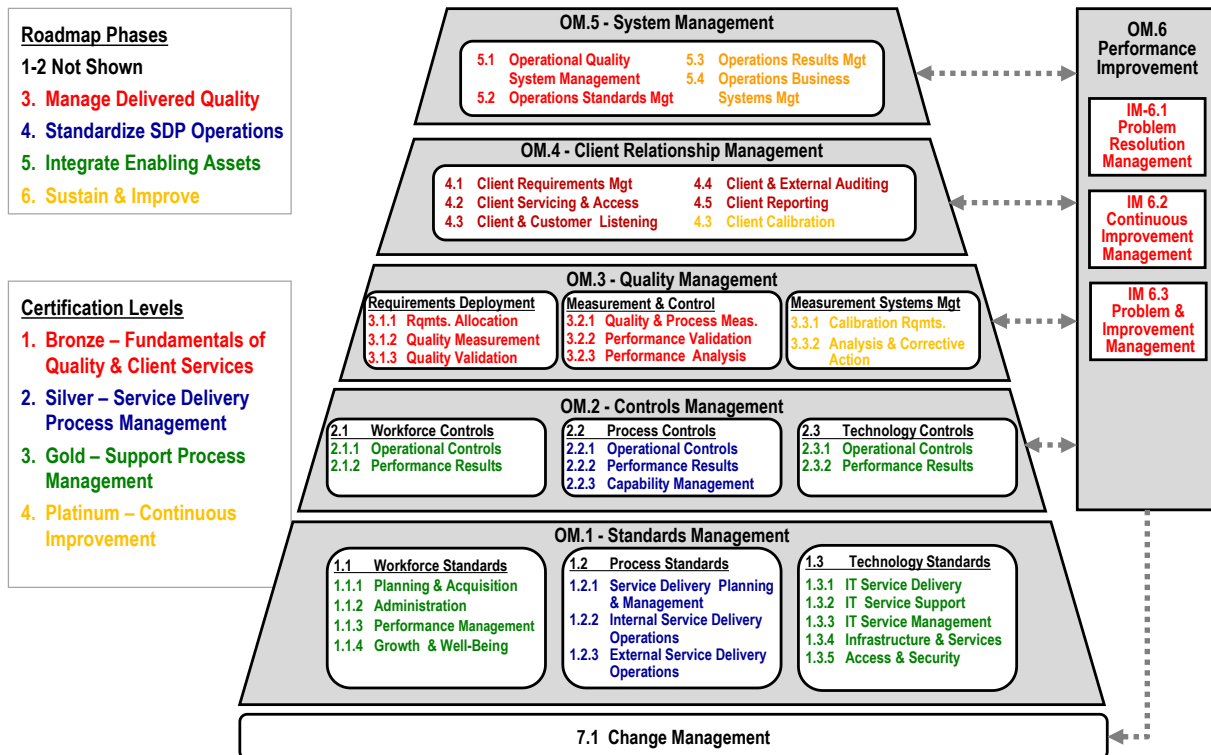 Roadmap Phases
1-2 Not Shown
3. Manage Delivered Quality
4. Standardize SDP Operations
5. Integrate Enabling Assets
6. Sustain & Improve
Certification Levels
1. Bronze – Fundamentals of
Quality & Client Services
2. Silver – Service Delivery
Process Management
3. Gold – Support Process
Management
4. Platinum – Continuous
Improvement
OM.5 - System Management
5.1 Operational Quality
System Management
5.2 Operations Standards Mgt
5.3 Operations Results Mgt
5.4 Operations Business
Systems Mgt
OM.4 - Client Relationship Management
4.1 Client Requirements Mgt
4.2 Client Servicing & Access
4.3 Client & Customer Listening
4.4 Client & External Auditing
4.5 Client Reporting
4.3 Client Calibration
OM.3 - Quality Management
Requirements Deployment
3.1.1 Rqmts. Allocation
3.1.2 Quality Measurement
3.1.3 Quality Validation
Measurement & Control
3.2.1 Quality & Process Meas.
3.2.2 Performance Validation
3.2.3 Performance Analysis
Measurement Systems Mgt
3.3.1 Calibration Rqmts.
3.3.2 Analysis & Corrective
Action
OM.2 - Controls Management
2.1 Workforce Controls
2.1.1 Operational Controls
2.1.2 Performance Results
2.2 Process Controls
2.2.1 Operational Controls
2.2.2 Performance Results
2.2.3 Capability Management
2.3 Technology Controls
2.3.1 Operational Controls
2.3.2 Performance Results
OM.1 - Standards Management
1.1 Workforce Standards
1.1.1 Planning & Acquisition
1.1.2 Administration
1.1.3 Performance Management
1.1.4 Growth & Well-Being
1.2 Process Standards
1.2.1 Service Delivery Planning
& Management
1.2.2 Internal Service Delivery
Operations
1.2.3 External Service Delivery
Operations
1.3 Technology Standards
1.3.1 IT Service Delivery
1.3.2 IT Service Support
1.3.3 IT Service Management
1.3.4 Infrastructure & Services
1.3.5 Access & Security
7.1 Change Management
OM.6
Performance
Improvement
IM-6.1
Problem
Resolution
Management
IM 6.2
Continuous
Improvement
Management
IM 6.3
Problem &
Improvement
Management